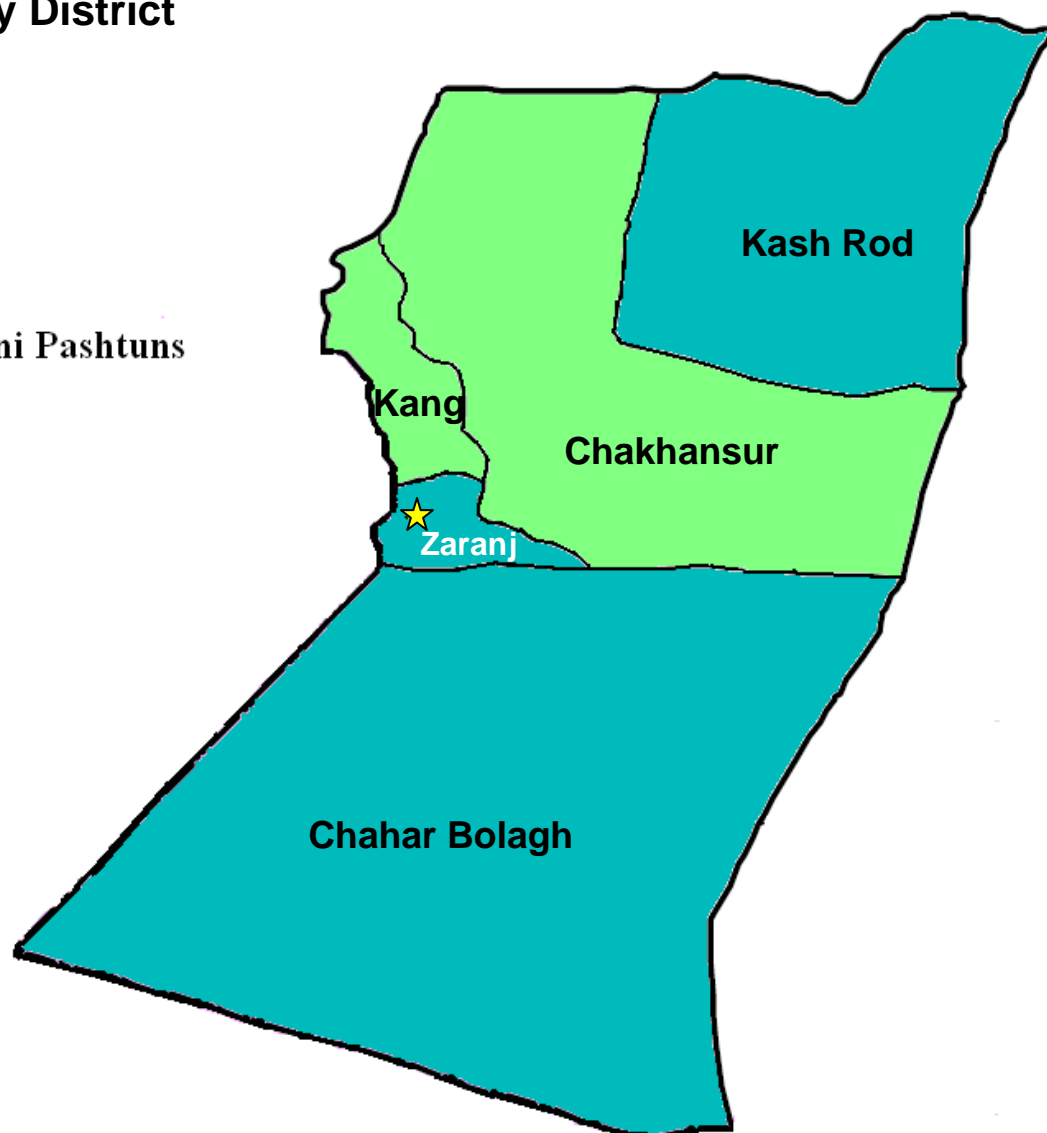 y District
Kash Rod
ni Pashtuns
Kang
Chakhansur
Zaranj
Chahar Bolagh